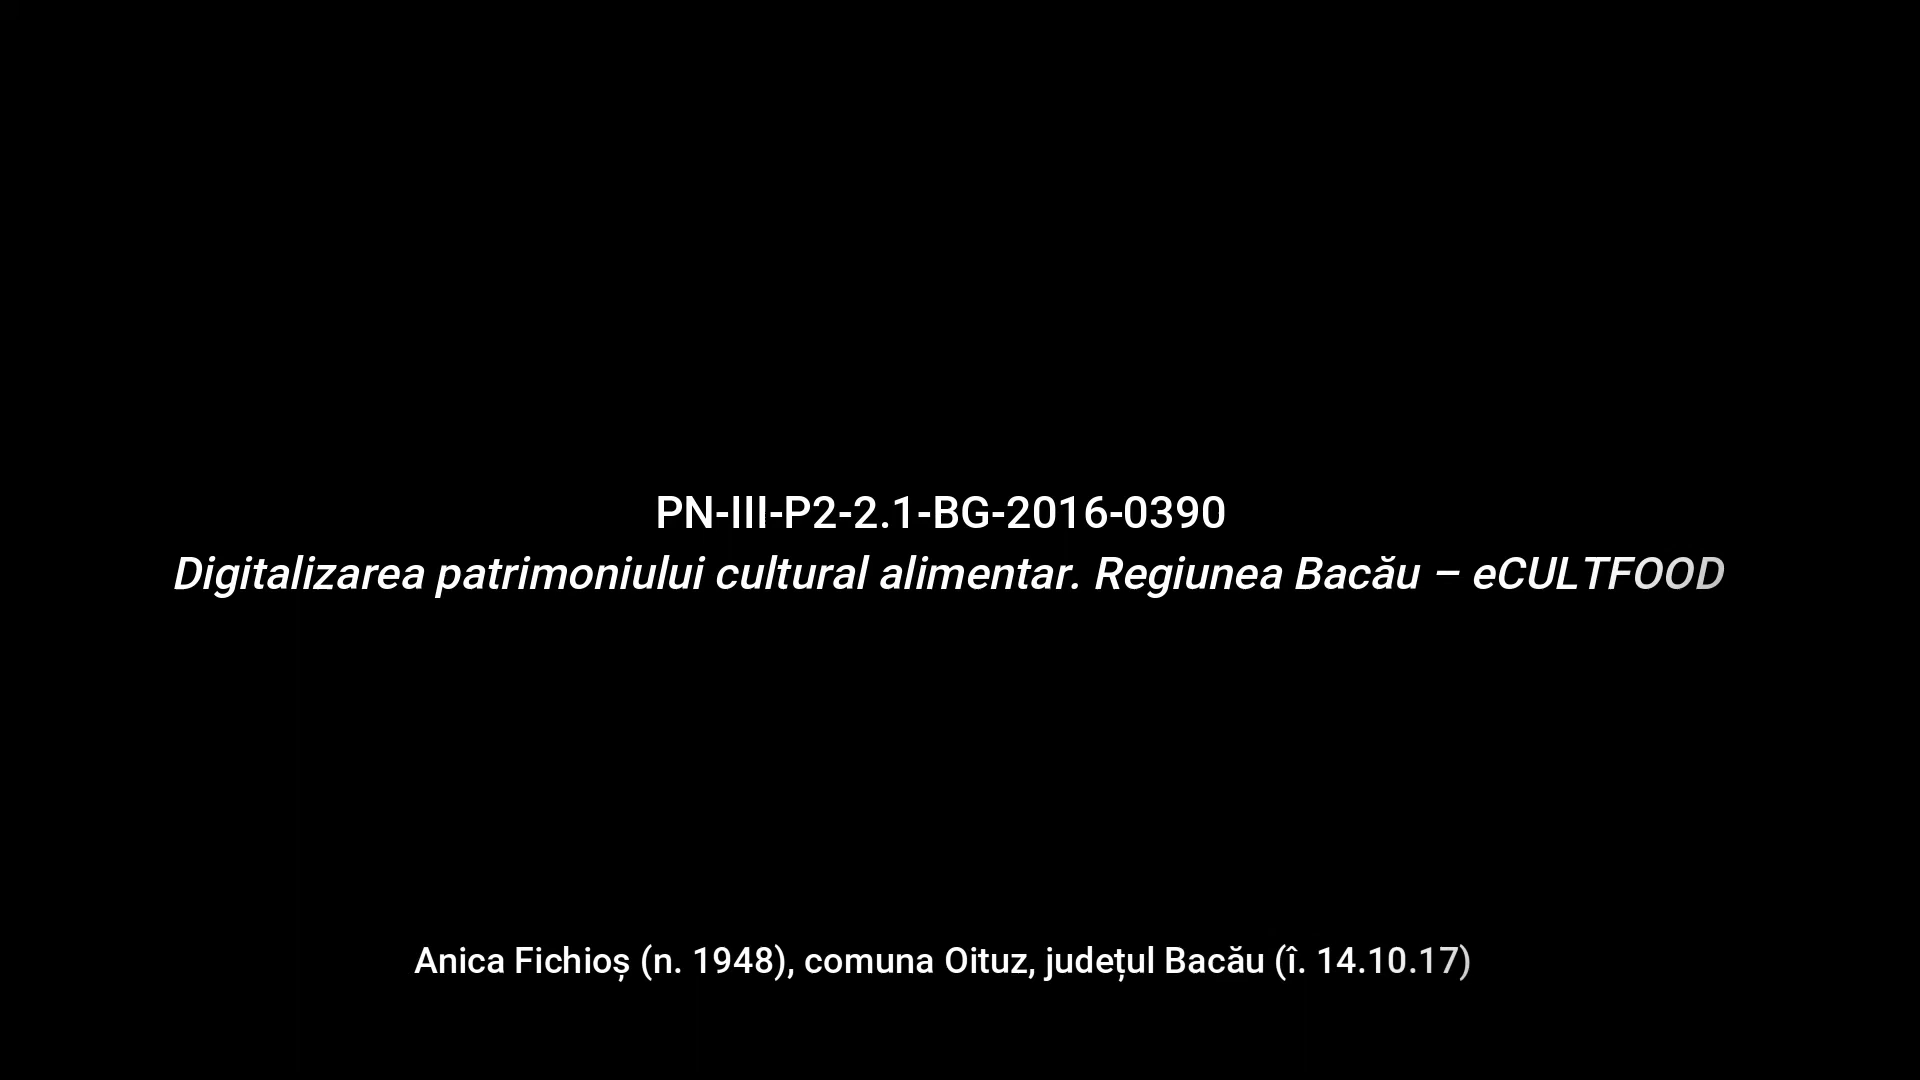 PN-III-P2-2.1-BG-2016-0390
Digitalizarea patrimoniului cultural alimentar. Regiunea Bacău – eCULTFOOD
Anica Fichioș (n. 1948), comuna Oituz, județul Bacău (î. 14.10.17)